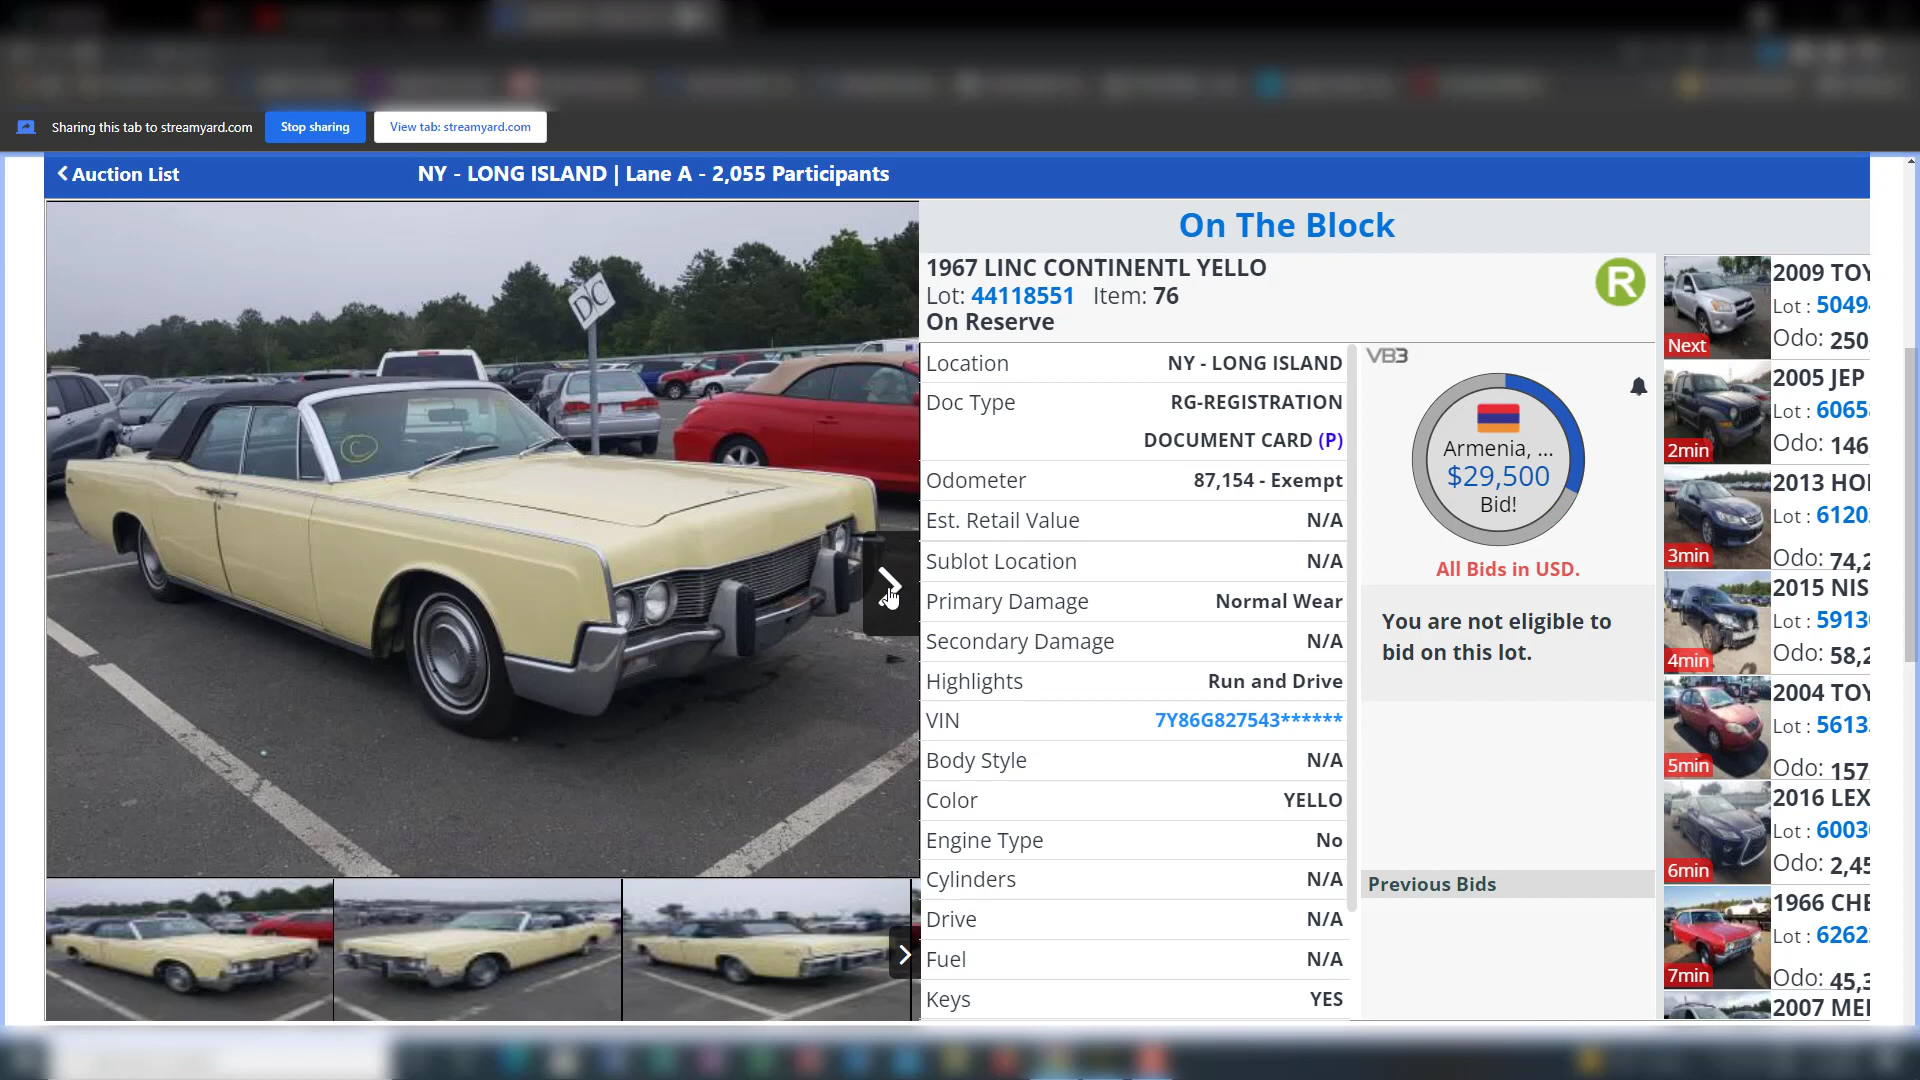 Sharing this tab to streamyard.com
Stop sharing
View tab: streamyard.com
Auction List
NY - LONG ISLAND | Lane A - 2,055 Participants
DC
C
On The Block
1967 LINC CONTINENTL YELLO
Lot: 44118551 Item: 76
On Reserve
R
Location NY - LONG ISLAND
Doc Type RG-REGISTRATION
DOCUMENT CARD (P)
Odometer 87,154 - Exempt
Est. Retail Value N/A
Sublot Location N/A
Primary Damage Normal Wear
Secondary Damage N/A
Highlights Run and Drive
VIN 7Y86G827543******
Body Style N/A
Color YELLO
Engine Type No
Cylinders N/A
Drive N/A
Fuel N/A
Keys YES
VB3
Armenia, ...
$29,500
Bid!
All Bids in USD.
You are not eligible to
bid on this lot.
Previous Bids
2009 TOY
Lot : 5049
Odo: 250
Next
2005 JEP
Lot : 6065
Odo: 146
2min
2013 HO
Lot : 6120
Odo: 74,2
3min
2015 NIS
Lot : 5913
Odo: 58,2
4min
2004 TOY
Lot : 5613
Odo: 157
5min
2016 LEX
Lot : 6003
Odo: 2,45
6min
1966 CHE
Lot : 6262
Odo: 45,3
7min
2007 ME